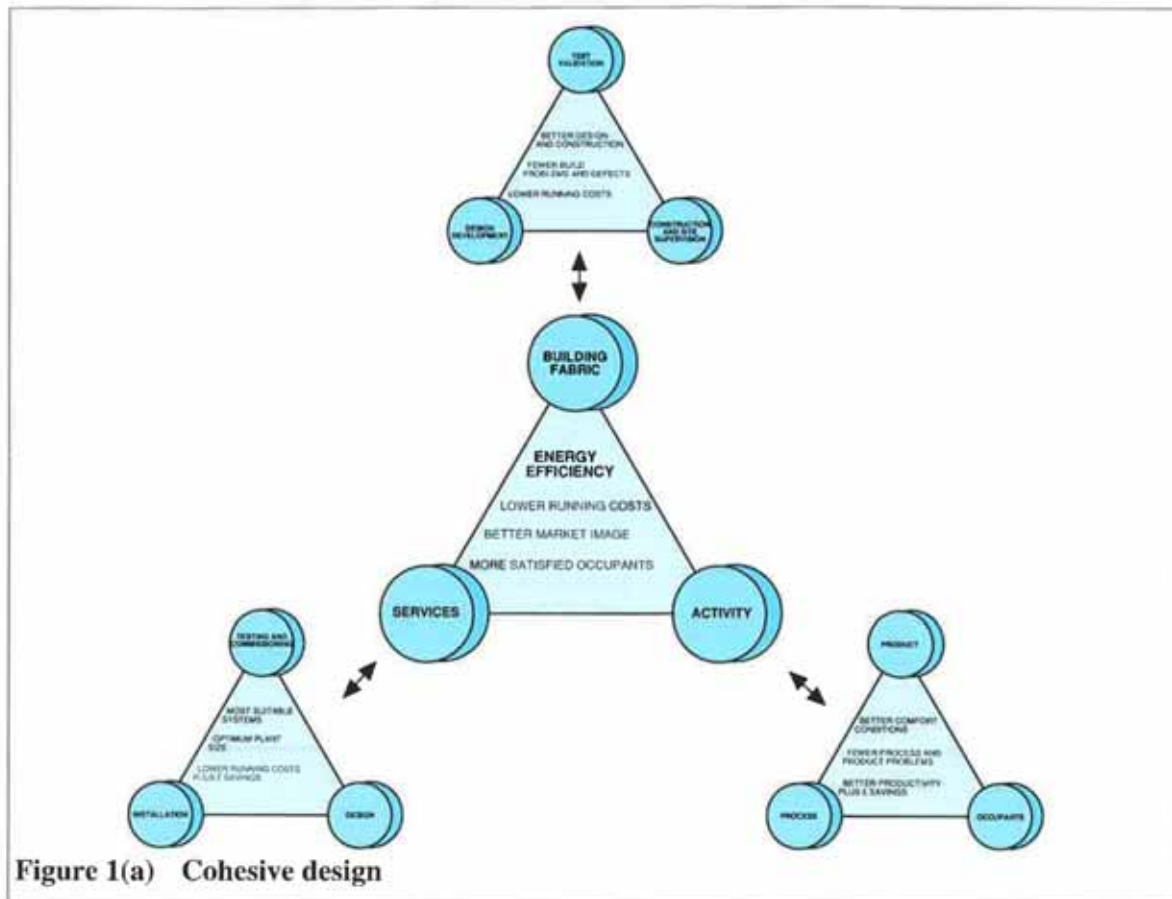 TEST
VALIDATION
BETTER DESIGN
AND CONSTRUCTION
FEWER BUILD
PROBLEMS AND DEFECTS
LOWER RUNNING COSTS
DESIGN
DEVELOPMENT
CONSTRUCTION
AND SITE
SUPERVISION
BUILDING
FABRIC
ENERGY
EFFICIENCY
LOWER RUNNING COSTS
BETTER MARKET IMAGE
MORE SATISFIED OCCUPANTS
SERVICES
ACTIVITY
TESTING AND
COMMISSIONING
MOST SUITABLE
SYSTEMS
OPTIMUM PLANT
SIZE
LOWER RUNNING COSTS
SAVINGS
INSTALLATION
DESIGN
PRODUCT
BETTER COMFORT
CONDITIONS
FEWER PROCESS AND
PRODUCT PROBLEMS
BETTER PRODUCTIVITY
PLUS £ SAVINGS
PROCESS
OCCUPANTS
Figure 1(a) Cohesive design